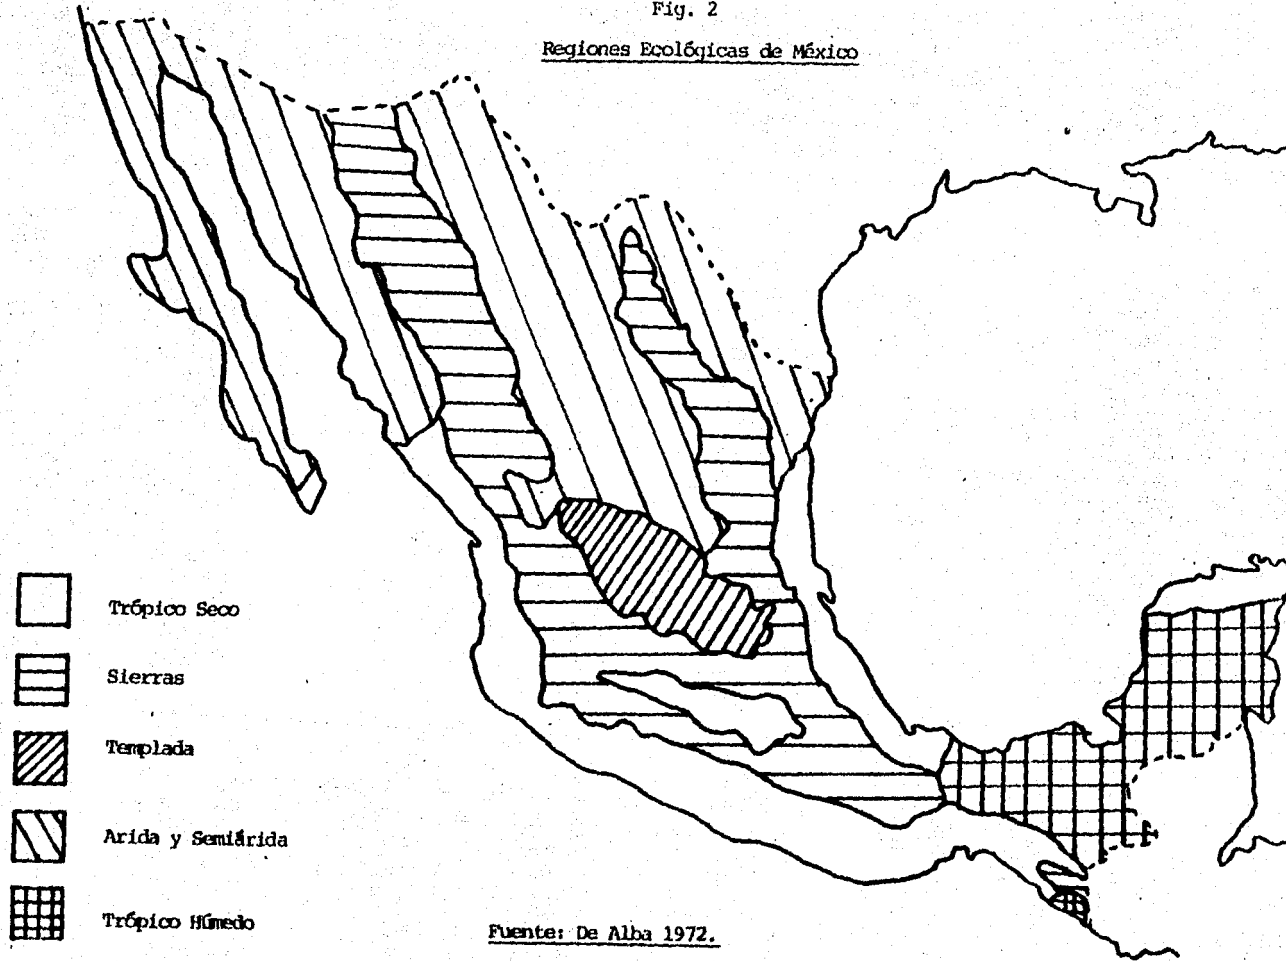 Fig. 2
Regiones Ecológicas de México
Trópico Seco
Sierras
Templada
Arida y Semiárida
Trópico Húmedo
Fuente: De Alba 1972.